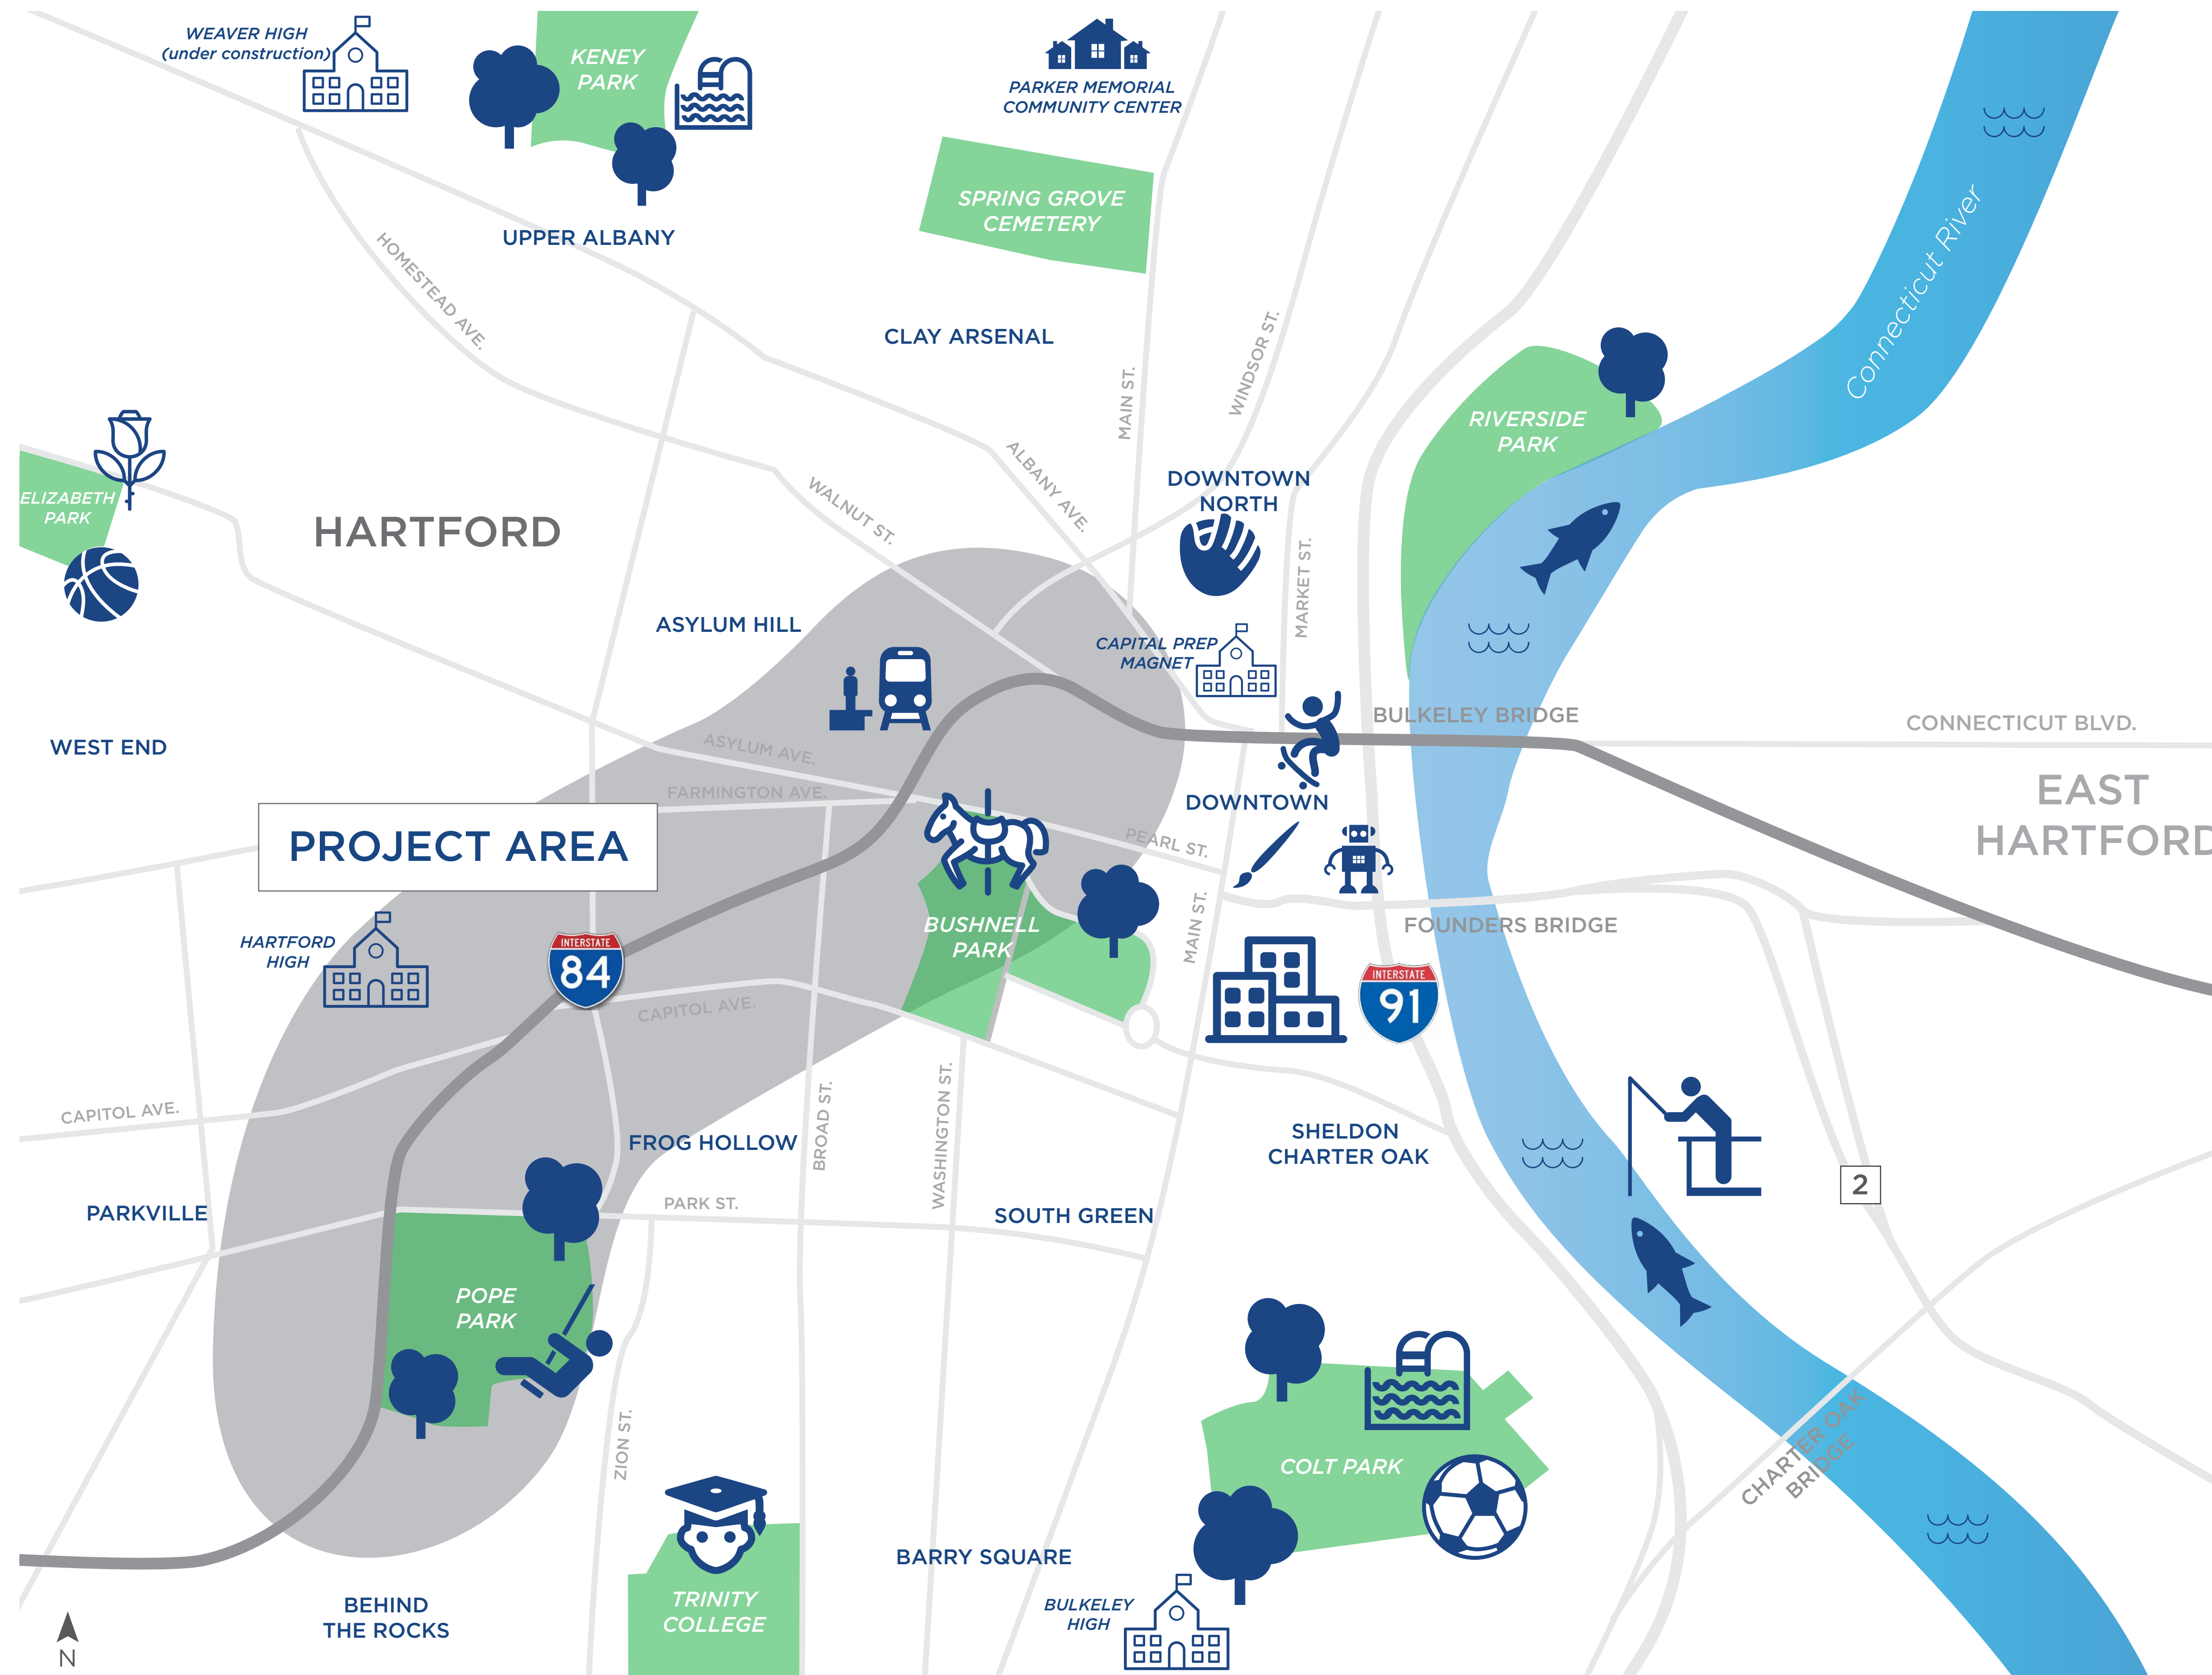 WEAVER HIGH
(under construction)
KENEY
PARK
PARKER MEMORIAL
COMMUNITY CENTER
SPRING GROVE
CEMETERY
UPPER ALBANY
HOMESTEAD AVE.
CLAY ARSENAL
MAIN ST.
WINDSOR ST.
Connecticut River
RIVERSIDE
PARK
ELIZABETH
PARK
HARTFORD
WALNUT ST.
ALBANY AVE.
DOWNTOWN
NORTH
MARKET ST.
ASYLUM HILL
CAPITAL PREP
MAGNET
WEST END
ASYLUM AVE.
FARMINGTON AVE.
BULKELEY BRIDGE
CONNECTICUT BLVD.
EAST
HARTFORD
DOWNTOWN
PROJECT AREA
PEARL ST.
MAIN ST.
BUSHNELL
PARK
FOUNDERS BRIDGE
HARTFORD
HIGH
INTERSTATE
84
INTERSTATE
91
CAPITOL AVE.
CAPITOL AVE.
BROAD ST.
WASHINGTON ST.
FROG HOLLOW
SHELDON
CHARTER OAK
2
PARKVILLE
PARK ST.
SOUTH GREEN
POPE
PARK
ZION ST.
COLT PARK
CHARTER OAK
BRIDGE
BARRY SQUARE
BEHIND
THE ROCKS
TRINITY
COLLEGE
BULKELEY
HIGH
N